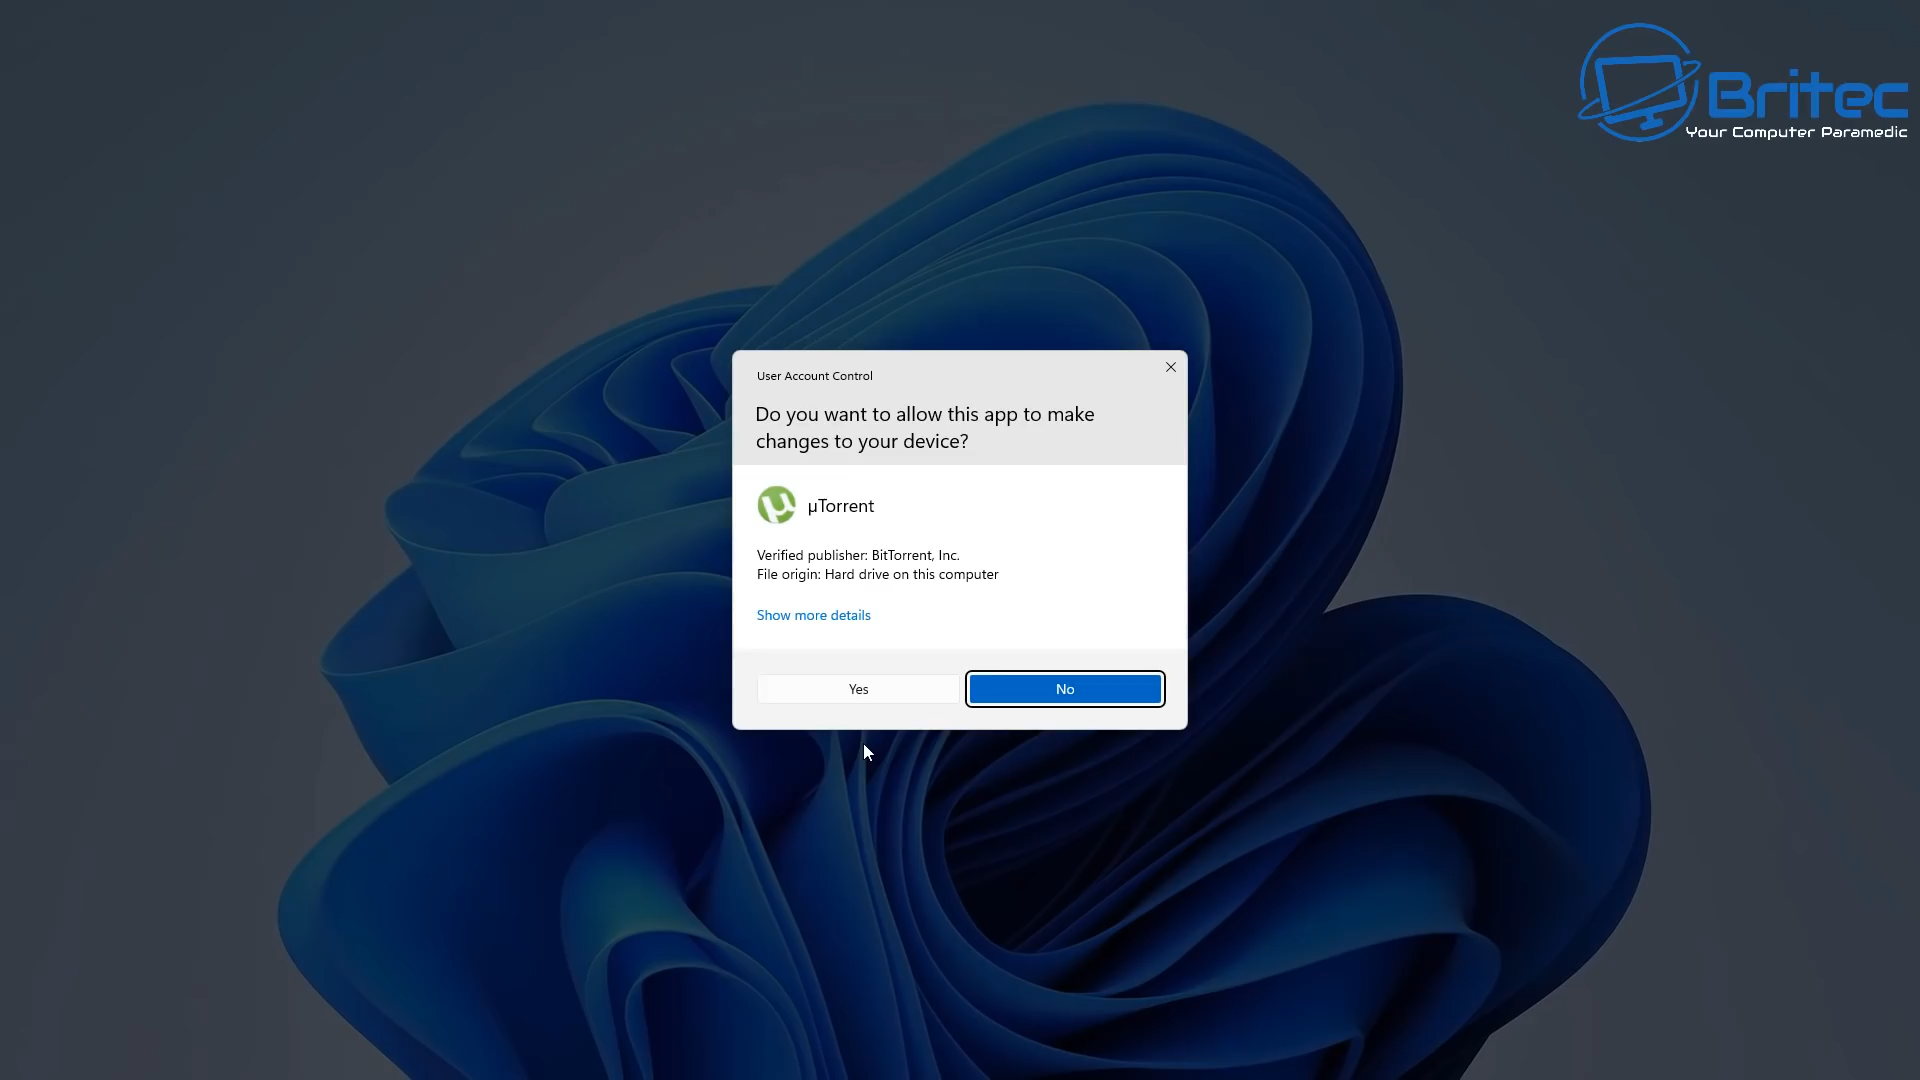 Britec
Your Computer Paramedic
User Account Control
Do you want to allow this app to make
changes to your device?
µTorrent
Verified publisher: BitTorrent, Inc.
File origin: Hard drive on this computer
Show more details
Yes
No